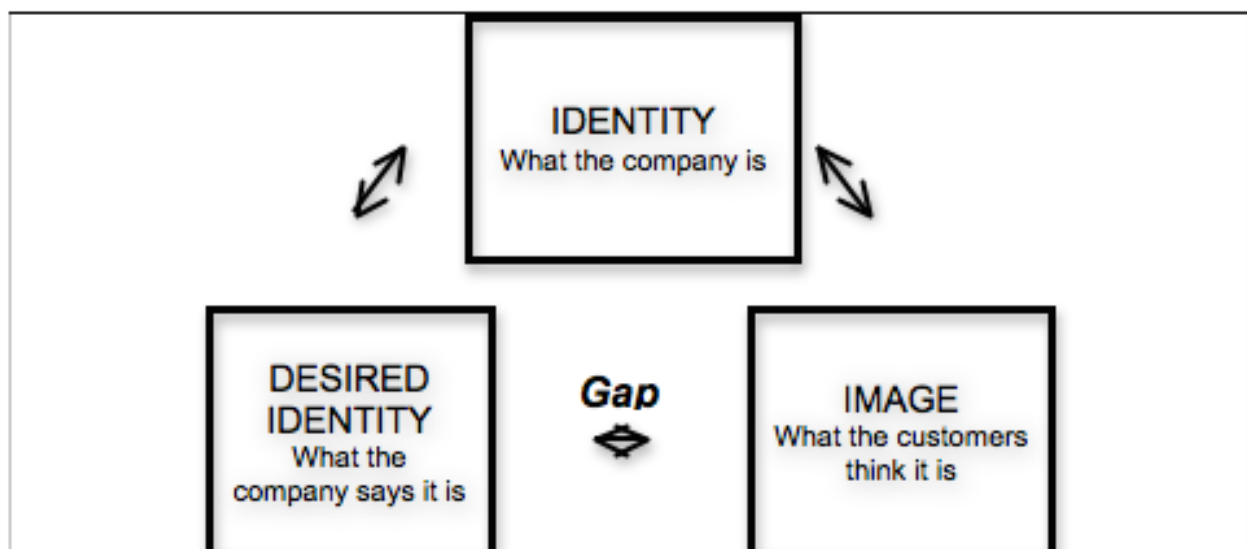 IDENTITY
What the company is
DESIRED
IDENTITY
What the
company says it is
Gap
IMAGE
What the customers
think it is